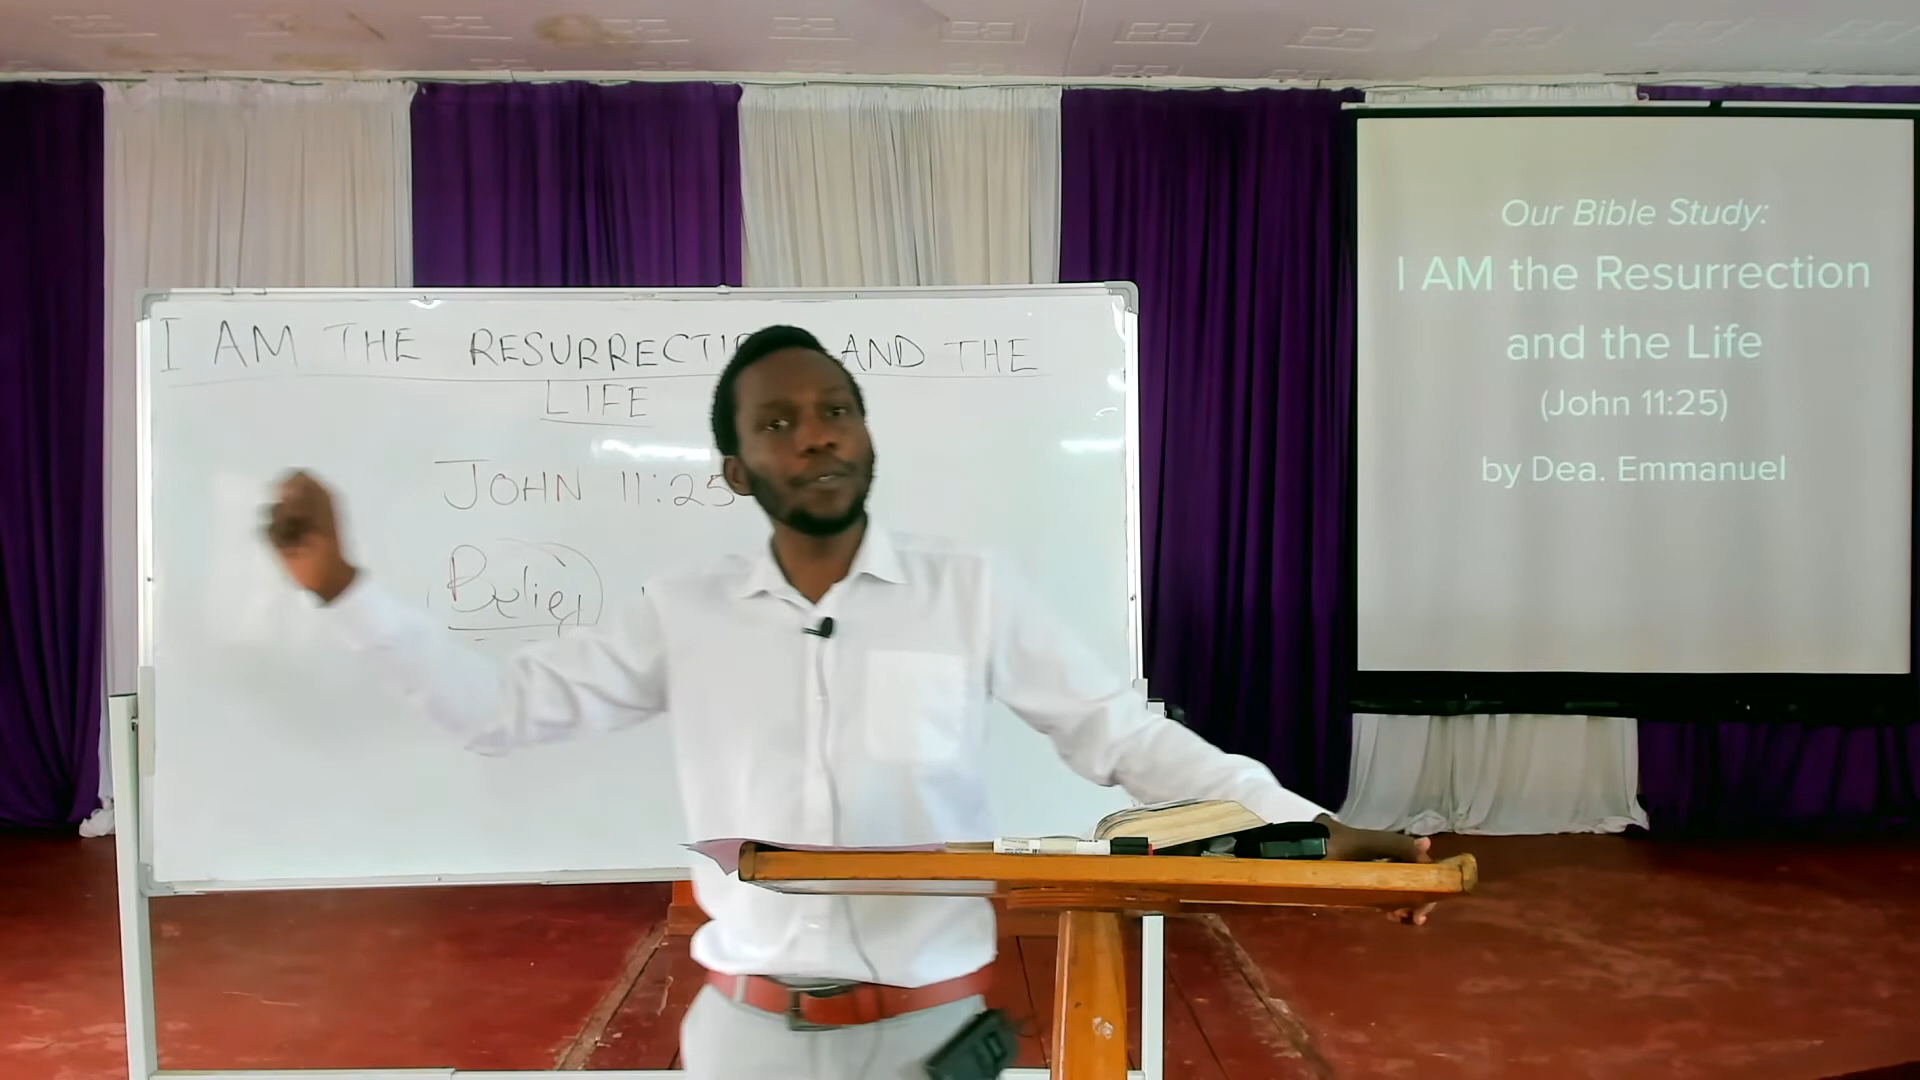 I AM THE RESURRECTI AND THE
LIFE
JOHN 11:25
Belief
Our Bible Study:
I AM the Resurrection
and the Life
(John 11:25)
by Dea. Emmanuel